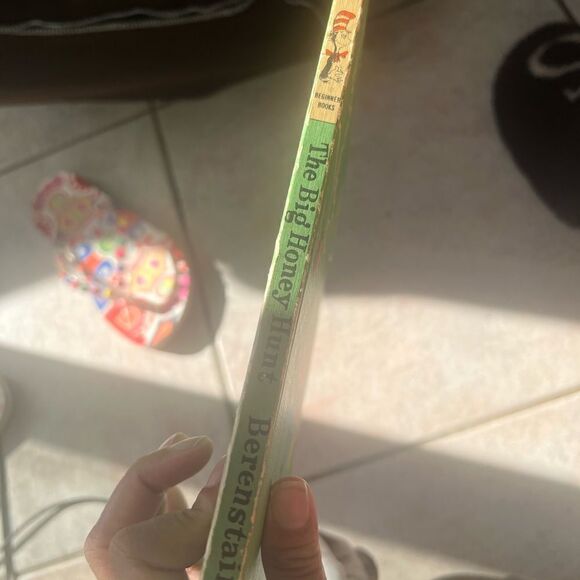 BEGINNER
BOOKS
The Big Honey Hunt
Berenstain